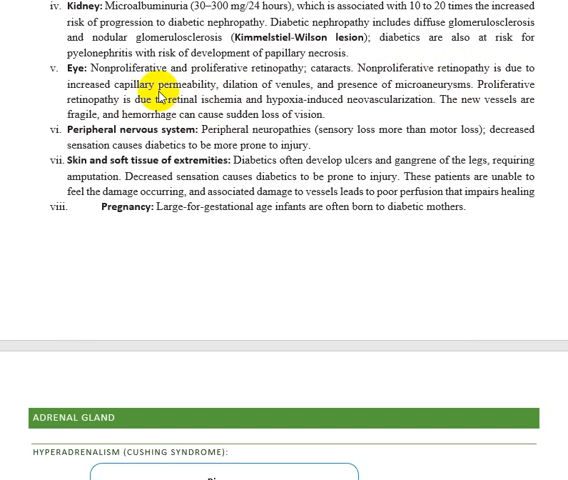 iv. Kidney: Microalbuminuria (30–300 mg/24 hours), which is associated with 10 to 20 times the increased
risk of progression to diabetic nephropathy. Diabetic nephropathy includes diffuse glomerulosclerosis
and nodular glomerulosclerosis (Kimmelstiel-Wilson lesion); diabetics are also at risk for
pyelonephritis with risk of development of papillary necrosis.
v. Eye: Nonproliferative and proliferative retinopathy; cataracts. Nonproliferative retinopathy is due to
increased capillary permeability, dilation of venules, and presence of microaneurysms. Proliferative
retinopathy is due retinal ischemia and hypoxia-induced neovascularization. The new vessels are
fragile, and hemorrhage can cause sudden loss of vision.
vi. Peripheral nervous system: Peripheral neuropathies (sensory loss more than motor loss); decreased
sensation causes diabetics to be more prone to injury.
vii. Skin and soft tissue of extremities: Diabetics often develop ulcers and gangrene of the legs, requiring
amputation. Decreased sensation causes diabetics to be prone to injury. These patients are unable to
feel the damage occurring, and associated damage to vessels leads to poor perfusion that impairs healing
viii. Pregnancy: Large-for-gestational age infants are often born to diabetic mothers.
ADRENAL GLAND
HYPERADRENALISM (CUSHING SYNDROME):